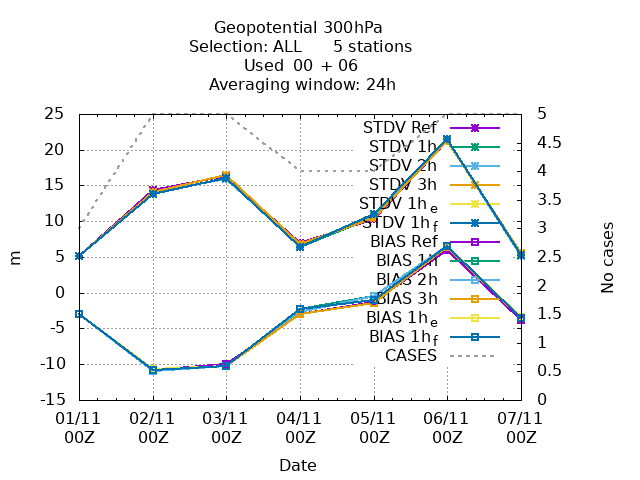 Geopotential 300hPa
Selection: ALL 5 stations
Used 00 + 06
Averaging window: 24h
25
20
15
10
5
0
-5
-10
-15
m
5
4.5
4
3.5
3
2.5
2
1.5
1
0.5
0
No cases
STDV Ref
STDV 1h
STDV 2h
STDV 3h
STDV 1h e
STDV 1h f
BIAS Ref
BIAS 1h
BIAS 2h
BIAS 3h
BIAS 1h e
BIAS 1h f
CASES
01/11 02/11 03/11 04/11 05/11 06/11 07/11
00Z 00Z 00Z 00Z 00Z 00Z 00Z
Date